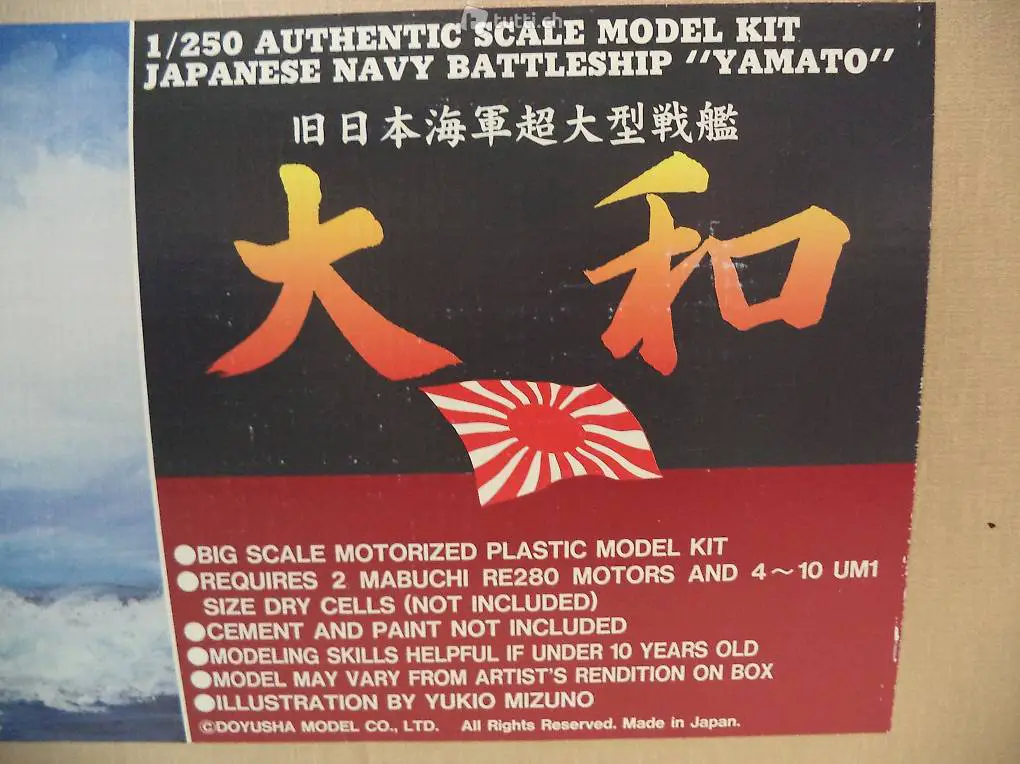 tutti.ch
1/250 AUTHENTIC SCALE MODEL KIT
JAPANESE NAVY BATTLESHIP "YAMATO"
旧日本海軍超大型戦艦
大和
●BIG SCALE MOTORIZED PLASTIC MODEL KIT
●REQUIRES 2 MABUCHI RE280 MOTORS AND 4~10 UM1
SIZE DRY CELLS (NOT INCLUDED)
●CEMENT AND PAINT NOT INCLUDED
●MODELING SKILLS HELPFUL IF UNDER 10 YEARS OLD
●MODEL MAY VARY FROM ARTIST'S RENDITION ON BOX
●ILLUSTRATION BY YUKIO MIZUNO
©DOYUSHA MODEL CO., LTD. All Rights Reserved. Made in Japan.